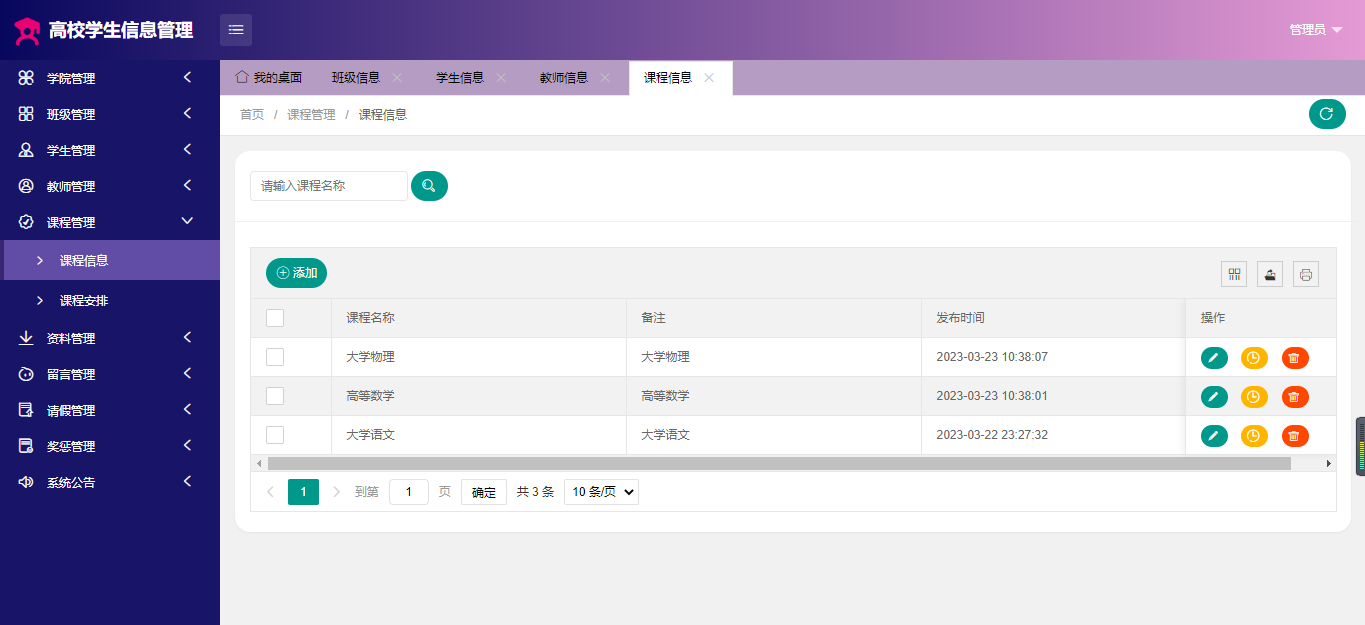 高校学生信息管理
管理员
学院管理
班级管理
学生管理
教师管理
课程管理
课程信息
课程安排
资料管理
留言管理
请假管理
奖惩管理
系统公告
我的桌面 班级信息 学生信息 教师信息 课程信息
首页 / 课程管理 / 课程信息
请输入课程名称
添加
课程名称 备注 发布时间 操作
大学物理 大学物理 2023-03-23 10:38:07
高等数学 高等数学 2023-03-23 10:38:01
大学语文 大学语文 2023-03-22 23:27:32
1 到第 1 页 确定 共 3 条 10 条/页